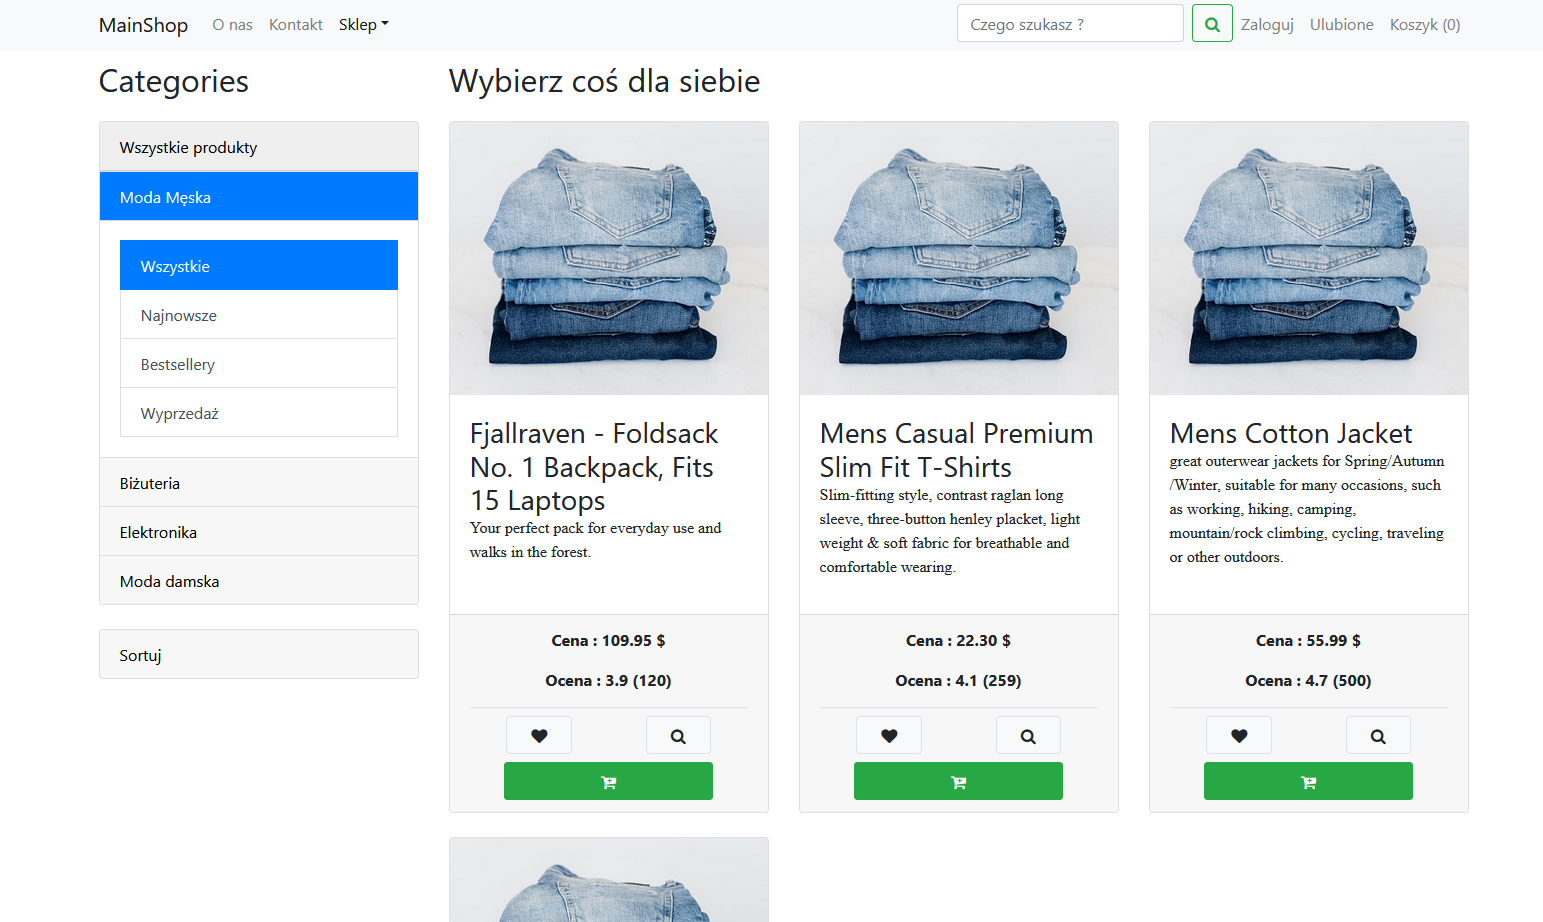 MainShop O nas Kontakt Sklep Czego szukasz ? Zaloguj Ulubione Koszyk (0)
Categories
Wszystkie produkty
Moda Męska
Wszystkie
Najnowsze
Bestsellery
Wyprzedaż
Biżuteria
Elektronika
Moda damska
Sortuj
Wybierz coś dla siebie
Fjallraven - Foldsack
No. 1 Backpack, Fits
15 Laptops
Your perfect pack for everyday use and
walks in the forest.
Cena : 109.95 $
Ocena : 3.9 (120)
Mens Casual Premium
Slim Fit T-Shirts
Slim-fitting style, contrast raglan long
sleeve, three-button henley placket, light
weight & soft fabric for breathable and
comfortable wearing.
Cena : 22.30 $
Ocena : 4.1 (259)
Mens Cotton Jacket
great outerwear jackets for Spring/Autumn
/Winter, suitable for many occasions, such
as working, hiking, camping,
mountain/rock climbing, cycling, traveling
or other outdoors.
Cena : 55.99 $
Ocena : 4.7 (500)